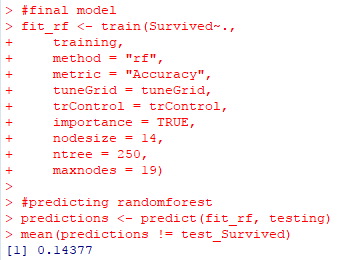 > #final model
> fit_rf <- train(Survived~.,
+     training,
+     method = "rf",
+     metric = "Accuracy",
+     tuneGrid = tuneGrid,
+     trControl = trControl,
+     importance = TRUE,
+     nodesize = 14,
+     ntree = 250,
+     maxnodes = 19)
>
> #predicting randomforest
> predictions <- predict(fit_rf, testing)
> mean(predictions != test_Survived)
[1] 0.14377